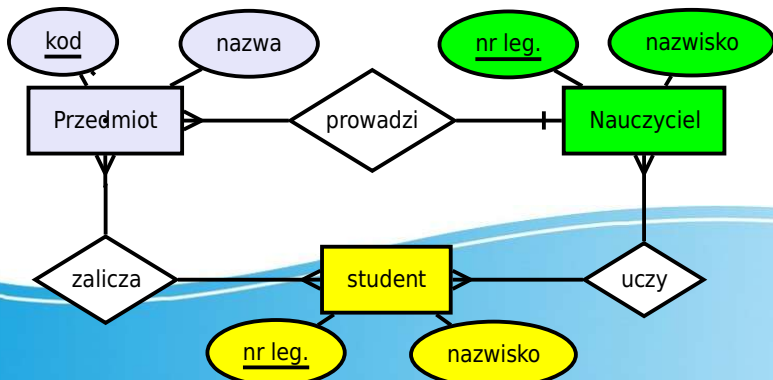 kod
nazwa
nr leg.
nazwisko
Przedmiot
prowadzi
Nauczyciel
zalicza
student
uczy
nr leg.
nazwisko